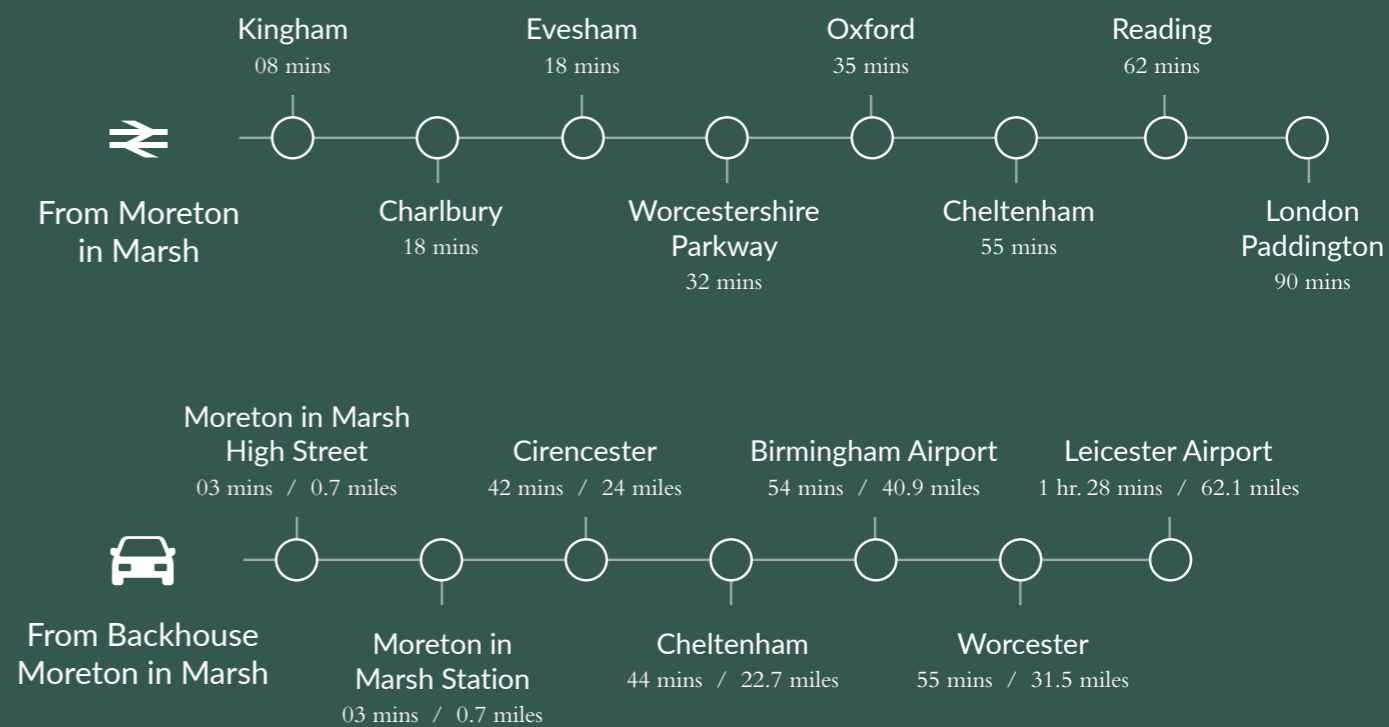 Kingham
08 mins
Evesham
18 mins
Oxford
35 mins
Reading
62 mins
From Moreton
in Marsh
Charlbury
18 mins
Worcestershire
Parkway
32 mins
Cheltenham
55 mins
London
Paddington
90 mins
Moreton in Marsh
High Street
03 mins / 0.7 miles
Cirencester
42 mins / 24 miles
Birmingham Airport
54 mins / 40.9 miles
Leicester Airport
1 hr. 28 mins / 62.1 miles
From Backhouse
Moreton in Marsh
Moreton in
Marsh Station
03 mins / 0.7 miles
Cheltenham
44 mins / 22.7 miles
Worcester
55 mins / 31.5 miles